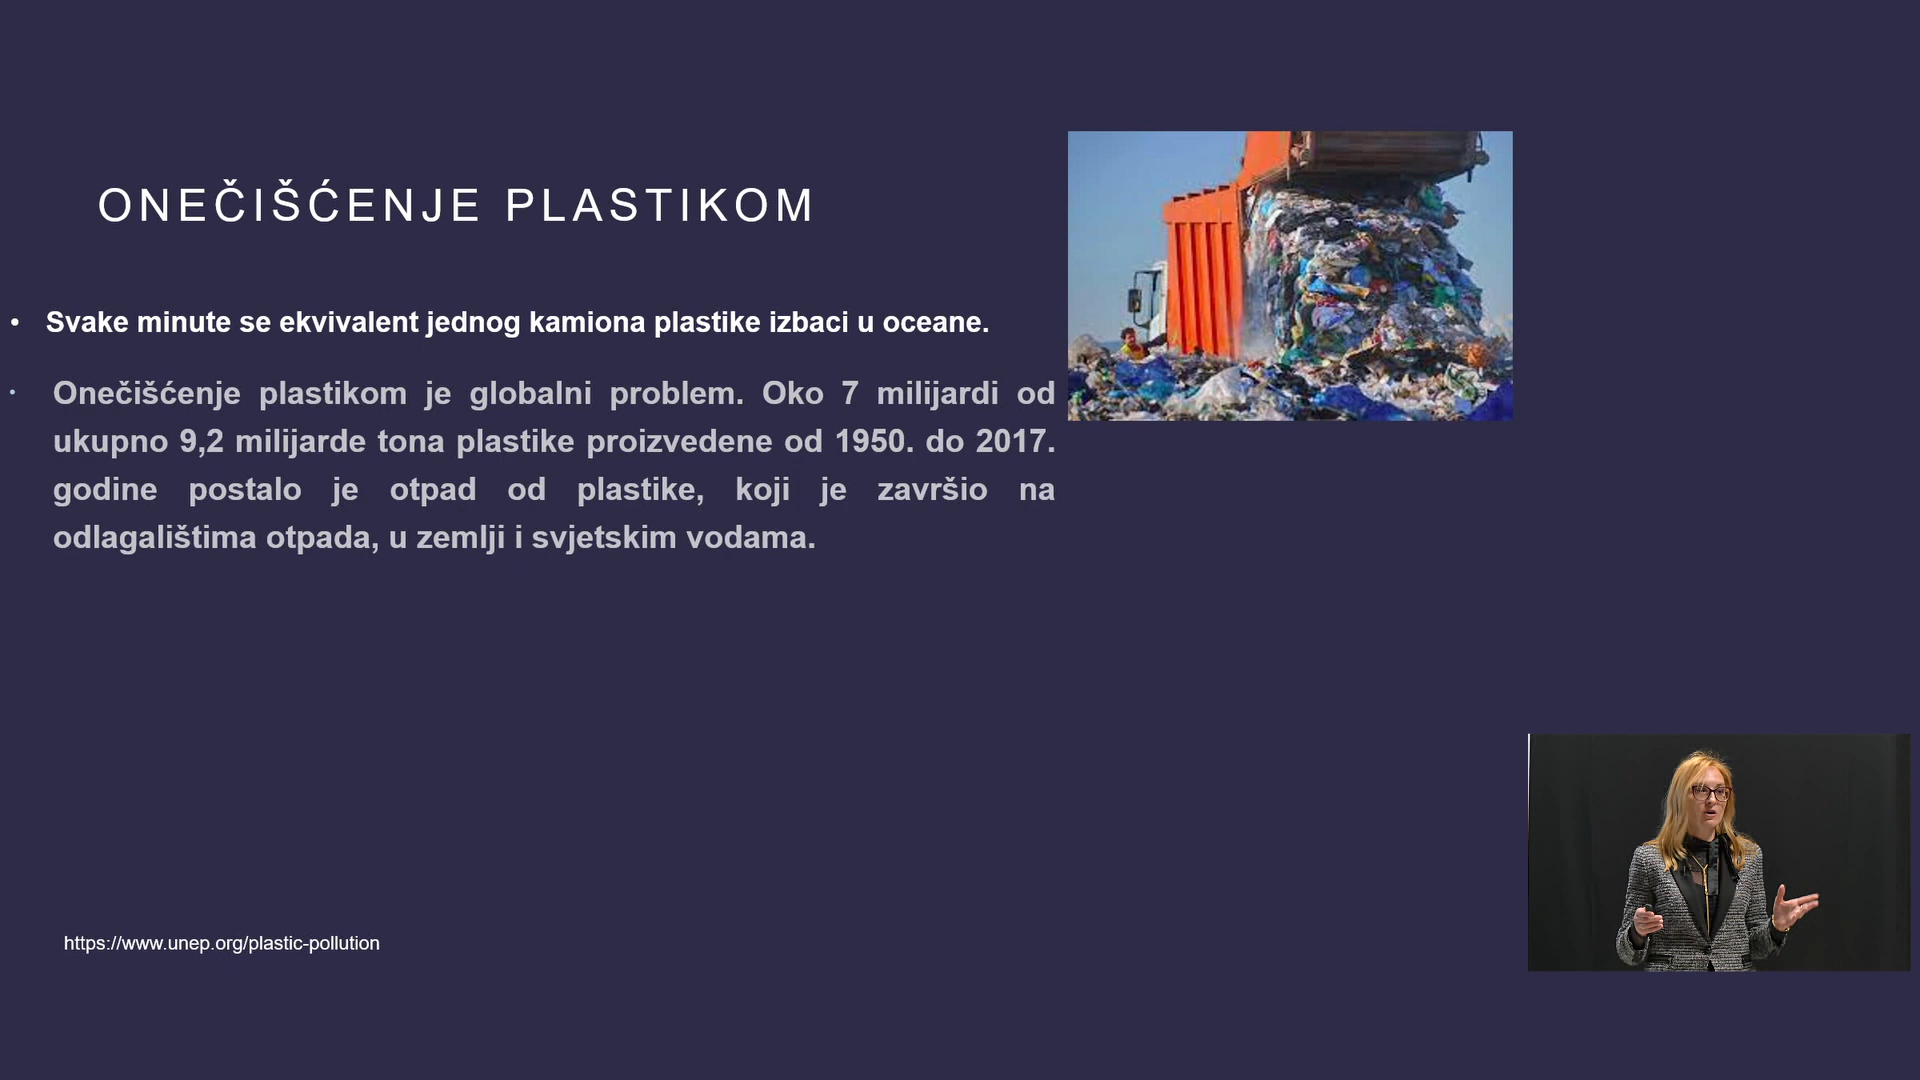 ONEČIŠĆENJE PLASTIKOM
• Svake minute se ekvivalent jednog kamiona plastike izbaci u oceane.
• Onečišćenje plastikom je globalni problem. Oko 7 milijardi od
ukupno 9,2 milijarde tona plastike proizvedene od 1950. do 2017.
godine postalo je otpad od plastike, koji je završio na
odlagalištima otpada, u zemlji i svjetskim vodama.
https://www.unep.org/plastic-pollution